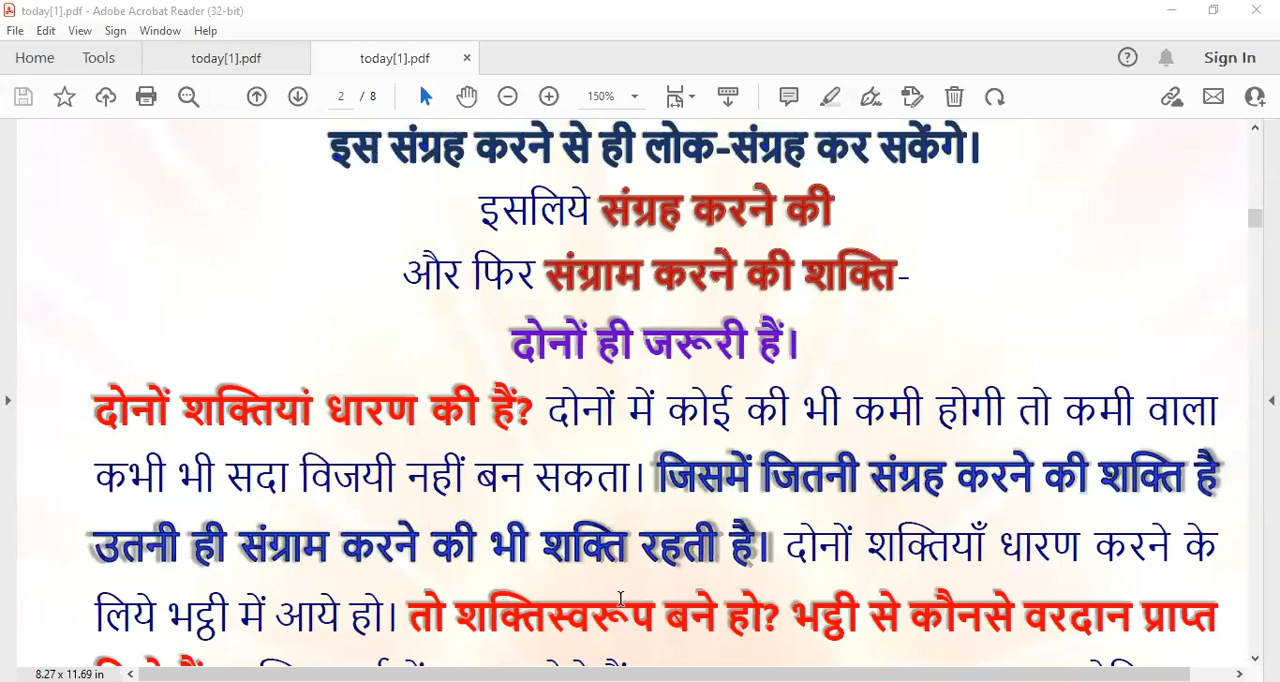 today[1].pdf - Adobe Acrobat Reader (32-bit)
File Edit View Sign Window Help
Home Tools today[1].pdf today[1].pdf × Sign In
2 / 8 150%
इस संग्रह करने से ही लोक-संग्रह कर सकेंगे।
इसलिये संग्रह करने की
और फिर संग्राम करने की शक्ति-
दोनों ही जरूरी हैं।
दोनों शक्तियां धारण की हैं? दोनों में कोई की भी कमी होगी तो कमी वाला
कभी भी सदा विजयी नहीं बन सकता। जिसमें जितनी संग्रह करने की शक्ति है
उतनी ही संग्राम करने की भी शक्ति रहती है। दोनों शक्तियाँ धारण करने के
लिये भट्ठी में आये हो। तो शक्तिस्वरूप बने हो? भट्ठी से कौनसे वरदान प्राप्त
8.27 x 11.69 in